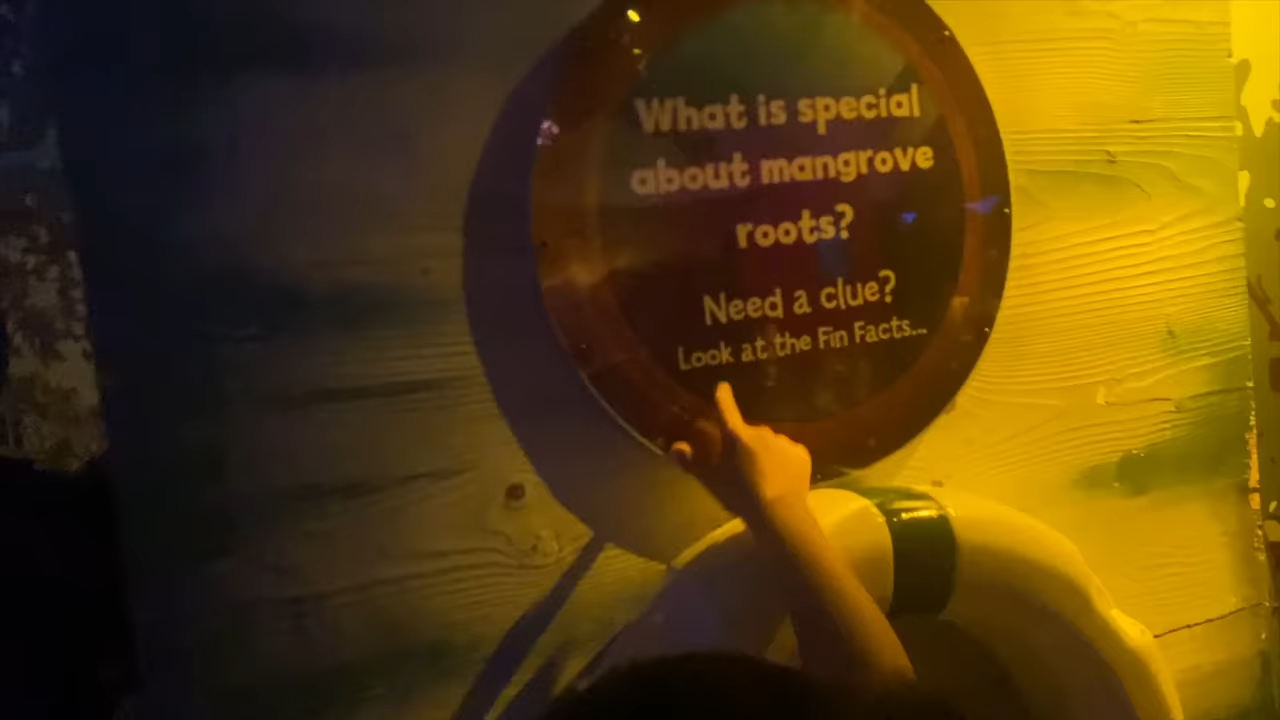 What is special
about mangrove
roots?
Need a clue?
Look at the Fin Facts...